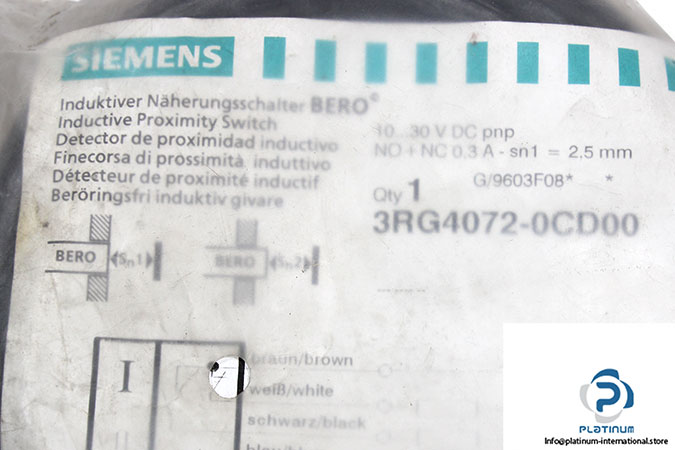 SIEMENS
Induktiver Näherungsschalter BERO®
Inductive Proximity Switch
Detector de proximidad inductivo
Finecorsa di prossimità induttivo
Détecteur de proximité inductif
Beröringsfri induktiv givare
10...30 V DC pnp
NO + NC 0,3 A - sn1 = 2,5 mm
G/9603F08* *
Qty 1
3RG4072-0CD00
BERO Sn1
BERO Sn2
I
braun/brown
weiß/white
schwarz/black
PLATINUM
Info@platinum-international.store